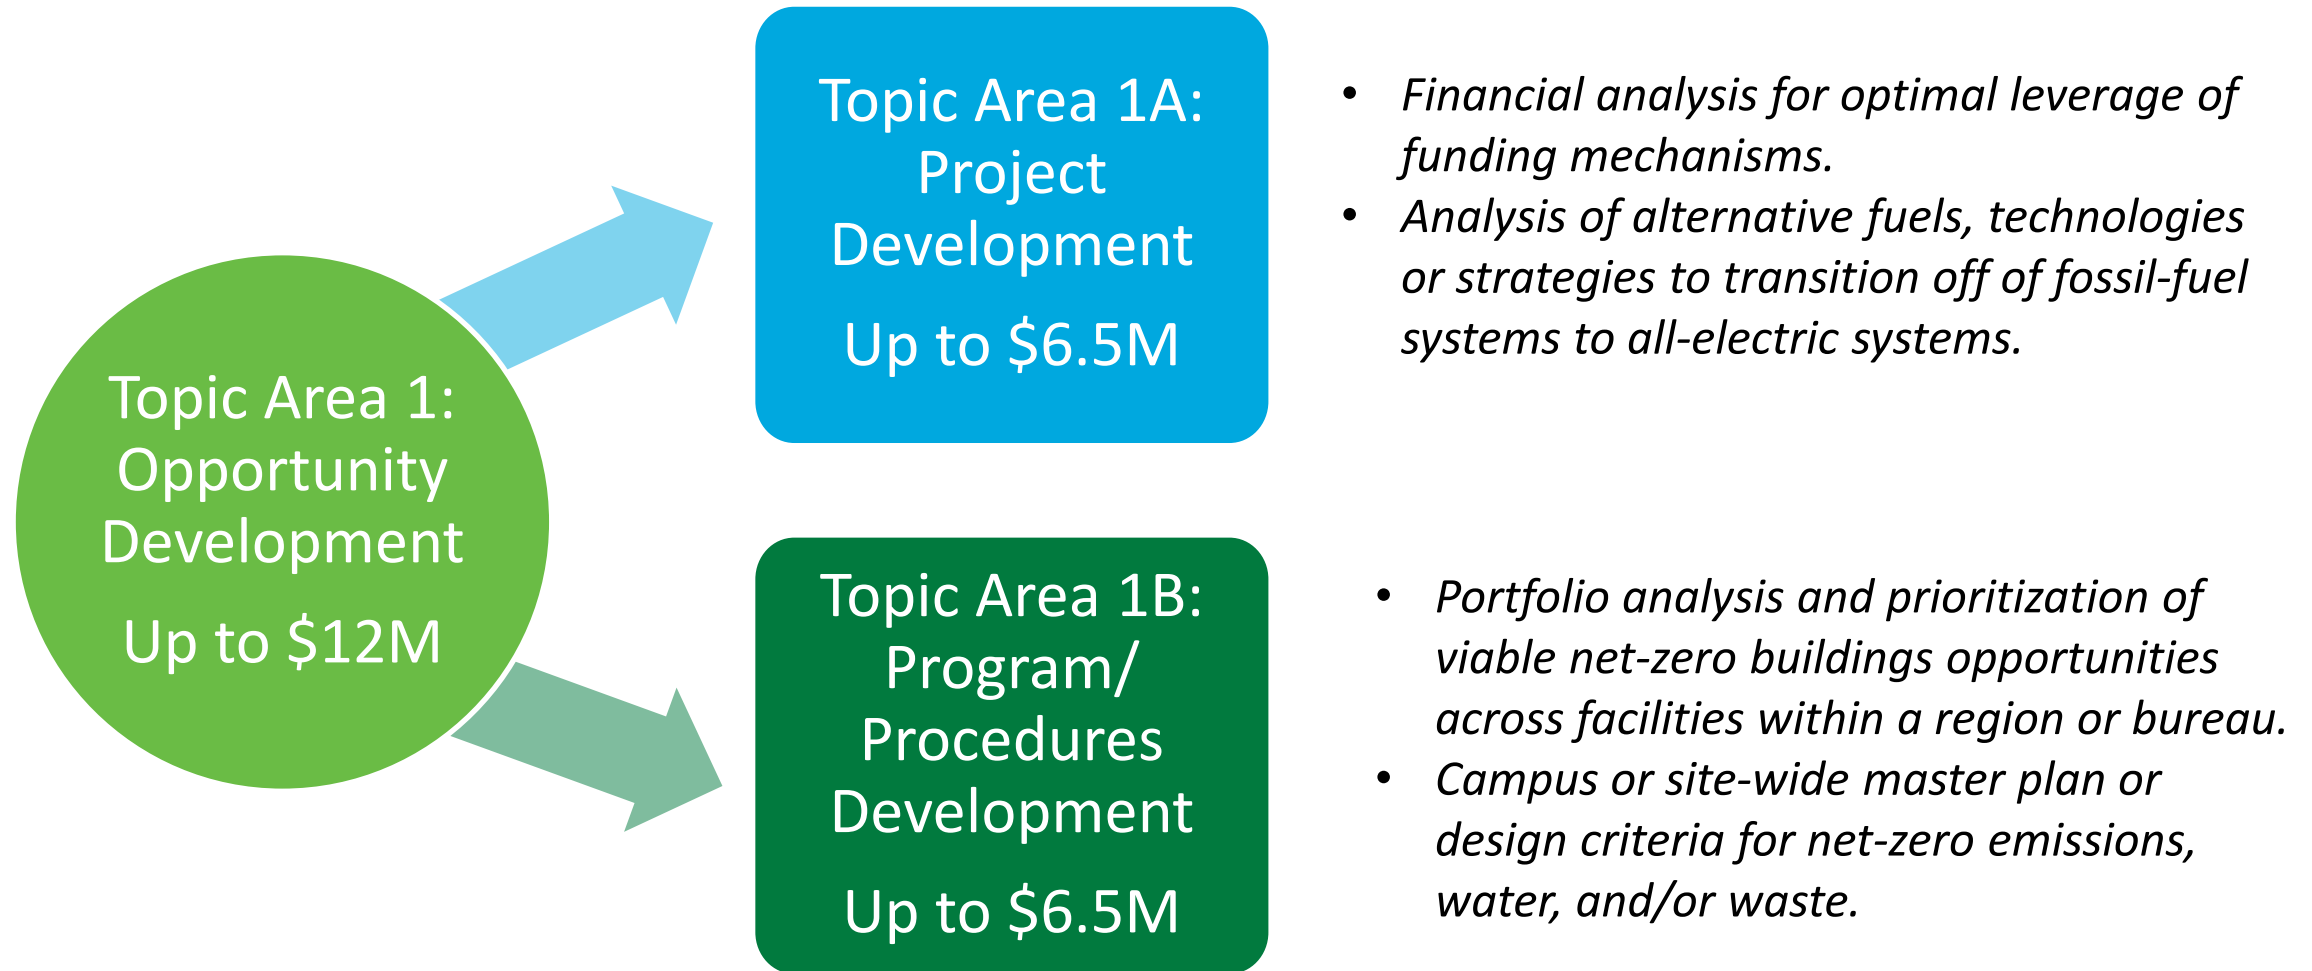 Topic Area 1:
Opportunity
Development
Up to $12M
Topic Area 1A:
Project
Development
Up to $6.5M
• Financial analysis for optimal leverage of
funding mechanisms.
• Analysis of alternative fuels, technologies
or strategies to transition off of fossil-fuel
systems to all-electric systems.
Topic Area 1B:
Program/
Procedures
Development
Up to $6.5M
• Portfolio analysis and prioritization of
viable net-zero buildings opportunities
across facilities within a region or bureau.
• Campus or site-wide master plan or
design criteria for net-zero emissions,
water, and/or waste.